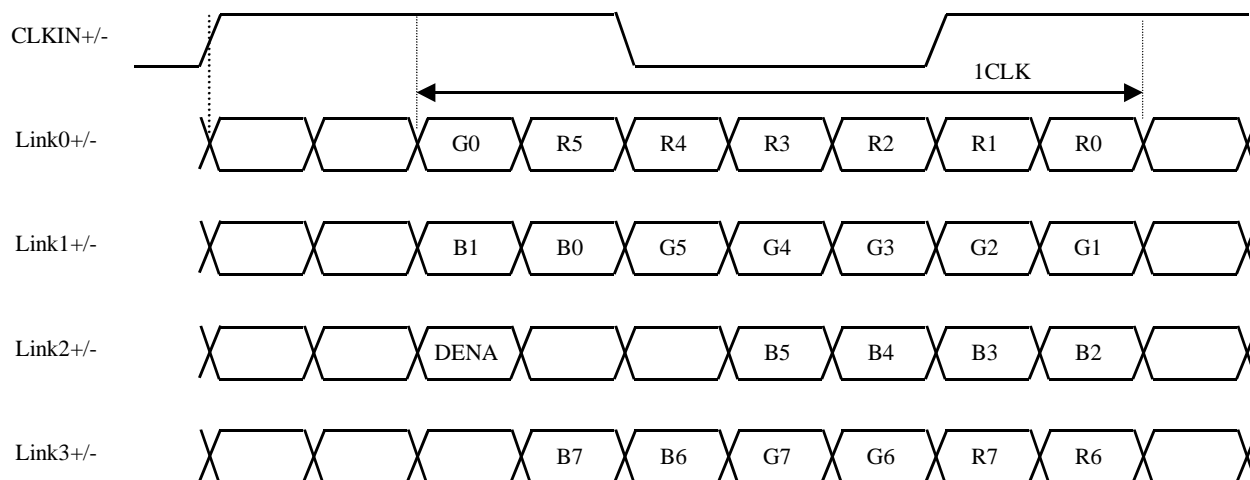 CLKIN+/-
1CLK
Link0+/- G0 R5 R4 R3 R2 R1 R0
Link1+/- B1 B0 G5 G4 G3 G2 G1
Link2+/- DENA B5 B4 B3 B2
Link3+/- B7 B6 G7 G6 R7 R6